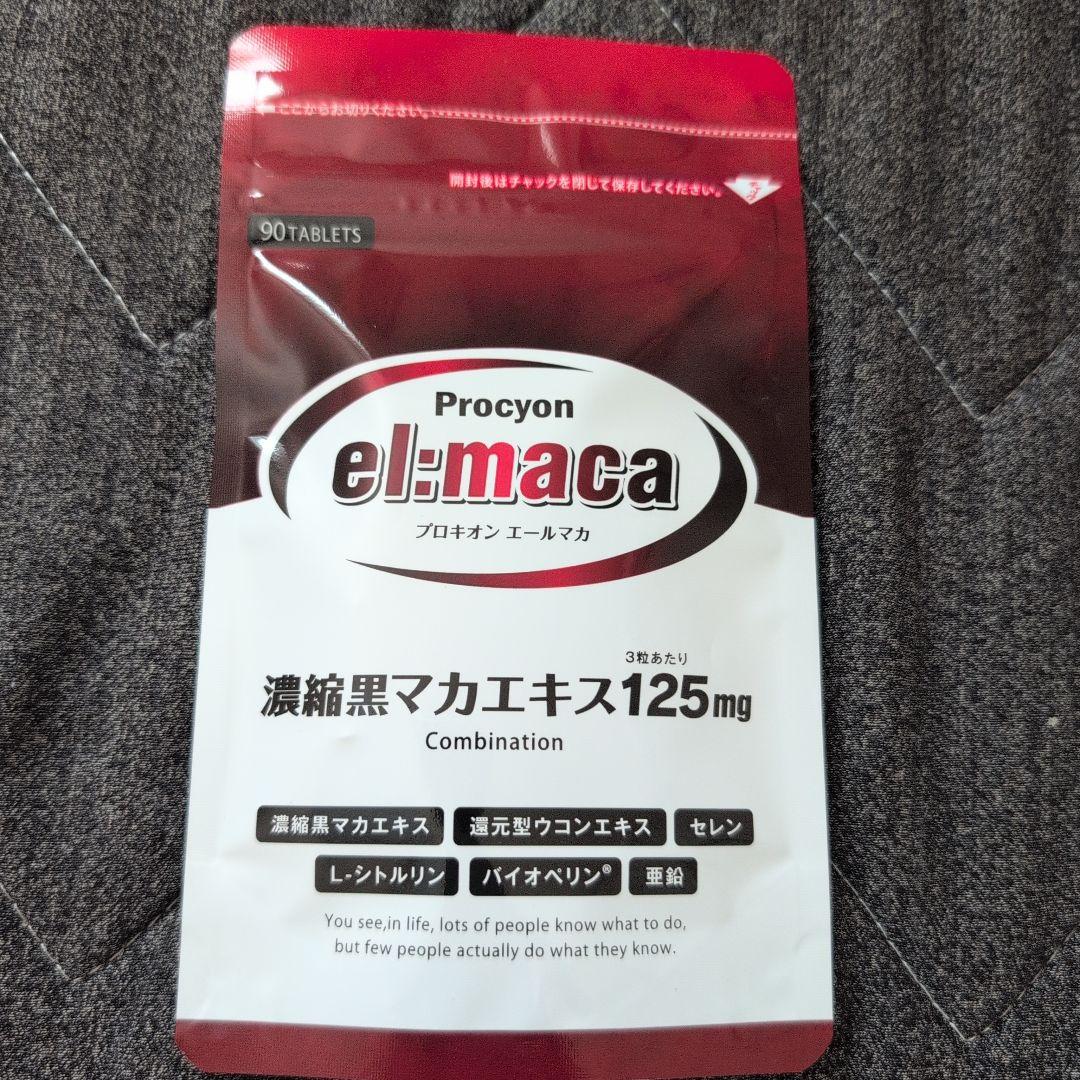 ここからお切りください。
開封後はチャックを閉じて保存してください。
チャック
90TABLETS
Procyon
el:maca
プロキオン エールマカ
3粒あたり
濃縮黒マカエキス125mg
Combination
濃縮黒マカエキス 還元型ウコンエキス セレン
L-シトルリン バイオペリン® 亜鉛
You see,in life, lots of people know what to do,
but few people actually do what they know.